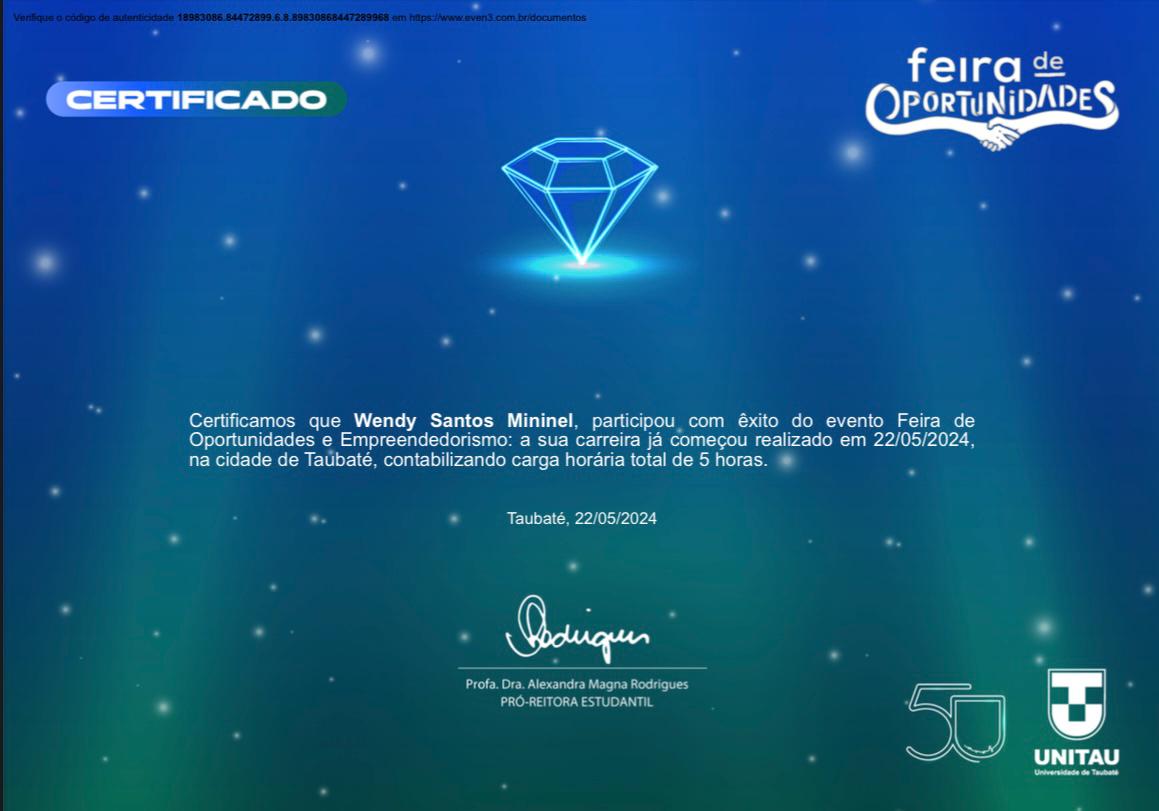 Verifique o código de autenticidade 18983086.84472899.6.8.89830868447289968 em https://www.even3.com.br/documentos
CERTIFICADO
feira de
OPORTUNIDADES
Certificamos que Wendy Santos Mininel, participou com êxito do evento Feira de
Oportunidades e Empreendedorismo: a sua carreira já começou realizado em 22/05/2024,
na cidade de Taubaté, contabilizando carga horária total de 5 horas.
Taubaté, 22/05/2024
Rodrigues
Profa. Dra. Alexandra Magna Rodrigues
PRÓ-REITORA ESTUDANTIL
50
UNITAU
Universidade de Taubaté